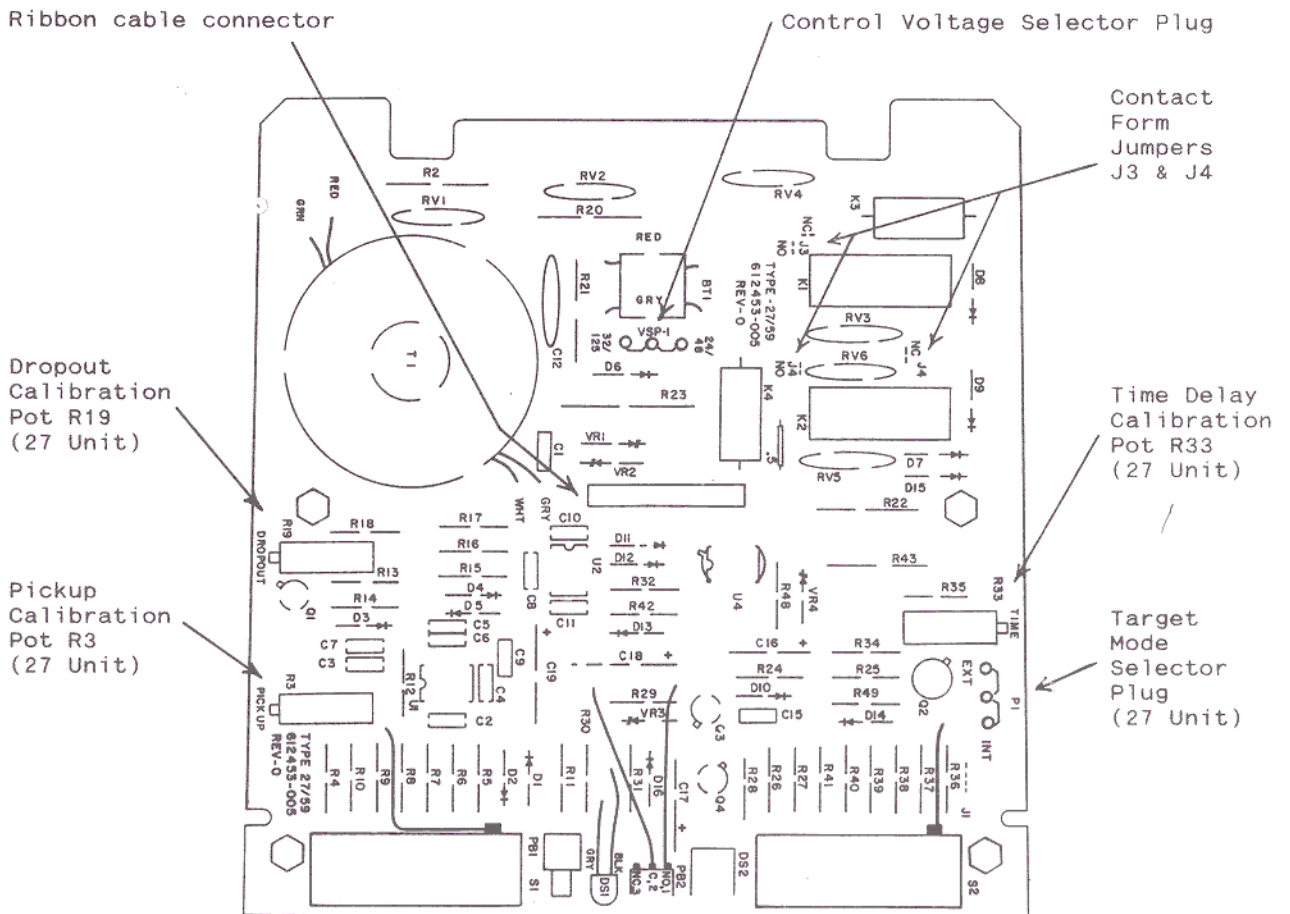 Ribbon cable connector
Control Voltage Selector Plug
Contact
Form
Jumpers
J3 & J4
Dropout
Calibration
Pot R19
(27 Unit)
Pickup
Calibration
Pot R3
(27 Unit)
Time Delay
Calibration
Pot R33
(27 Unit)
Target
Mode
Selector
Plug
(27 Unit)
RED
GRN
R2
RV1
RV2
R20
RV4
K3
NC
J3
NO
RED
GRY
BT1
R21
C12
TYPE-27/59
612453-005
REV-O
K1
D8
RV3
VSP-1
32/
125
24/
48
T1
D6
J4
NO
RV6
NC
J4
R23
K4
K2
D9
C1
VR1
VR2
.5
RV5
D7
D15
WHT
GRY
R22
R19
DROPOUT
R18
R17
C10
R16
U2
D11
D12
U4
R43
R13
R15
C8
R32
R48
VR4
R35
R33
TIME
Q1
R14
D4
D5
C11
R42
D3
C5
C6
D13
C7
C3
C9
C19
+
C18
+
C16
+
R34
R24
R25
EXT
P1
INT
R3
PICKUP
R12
U1
C4
C2
R30
R29
VR3
Q3
D10
C15
R49
D14
Q2
TYPE 27/59
612453-005
REV-O
R4
R10
R9
R8
R7
R6
R5
D2
D1
R11
R31
D16
C17
+
Q4
R28
R26
R27
R41
R40
R39
R38
R37
R36
J1
PB1
S1
GRY
BLK
DS1
NC,3
C,2
NO,1
PB2
DS2
S2